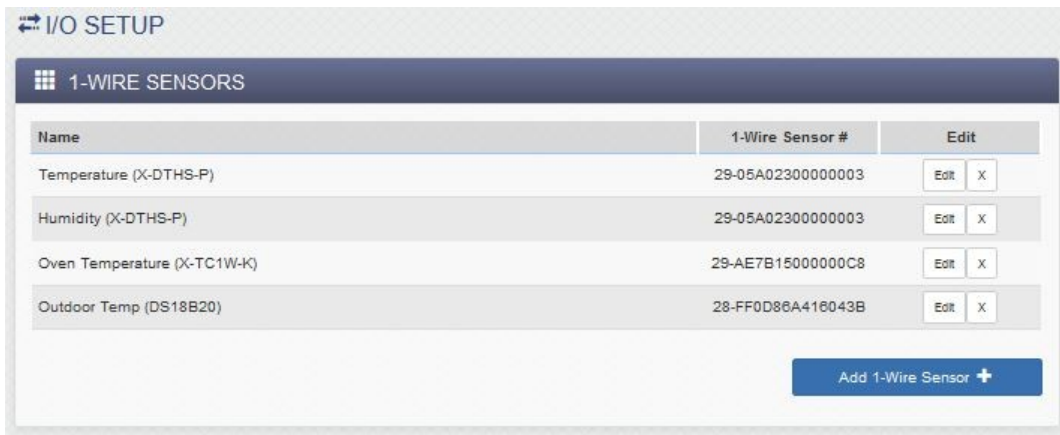 I/O SETUP
1-WIRE SENSORS
Name 1-Wire Sensor # Edit
Temperature (X-DTHS-P) 29-05A02300000003 Edit X
Humidity (X-DTHS-P) 29-05A02300000003 Edit X
Oven Temperature (X-TC1W-K) 29-AE7B15000000C8 Edit X
Outdoor Temp (DS18B20) 28-FF0D86A416043B Edit X
Add 1-Wire Sensor +